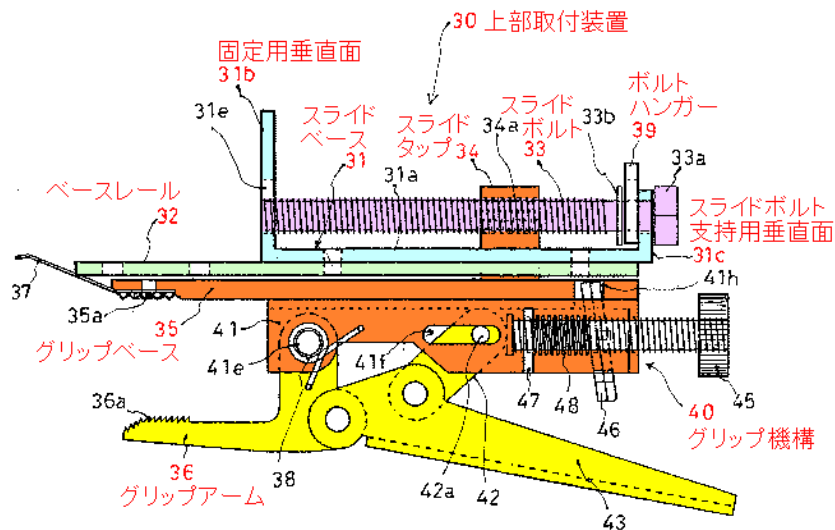 30 上部取付装置
固定用垂直面
31b
31e
スライド
ベース
31
31a
スライド
タップ
34
34a
スライド
ボルト
33
33b
ボルト
ハンガー
39
33a
ベースレール
32
スライドボルト
支持用垂直面
31c
37
35a
35
グリップベース
41
41e
41f
41h
47
48
46
45
40
グリップ機構
36a
36
グリップアーム
38
42a
42
43